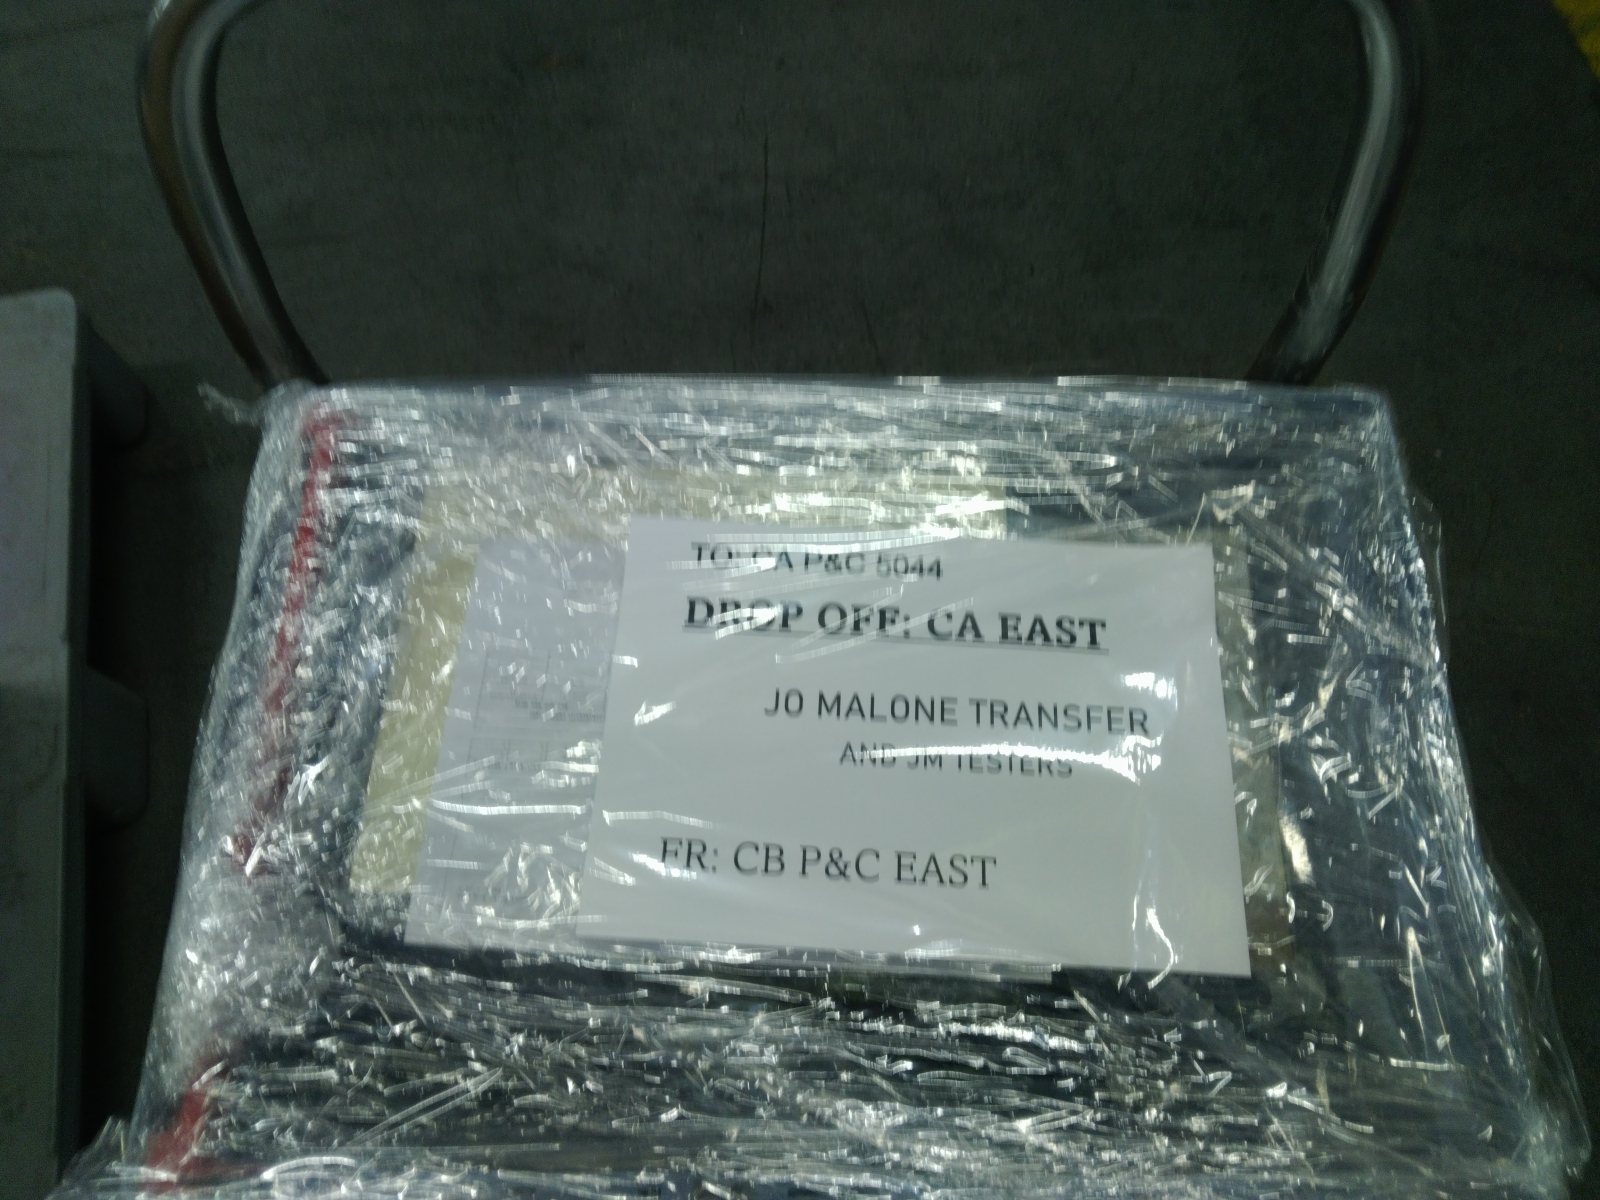 TO: CA P&C 5044
DROP OFF: CA EAST
JO MALONE TRANSFER
AND JM TESTERS
FR: CB P&C EAST